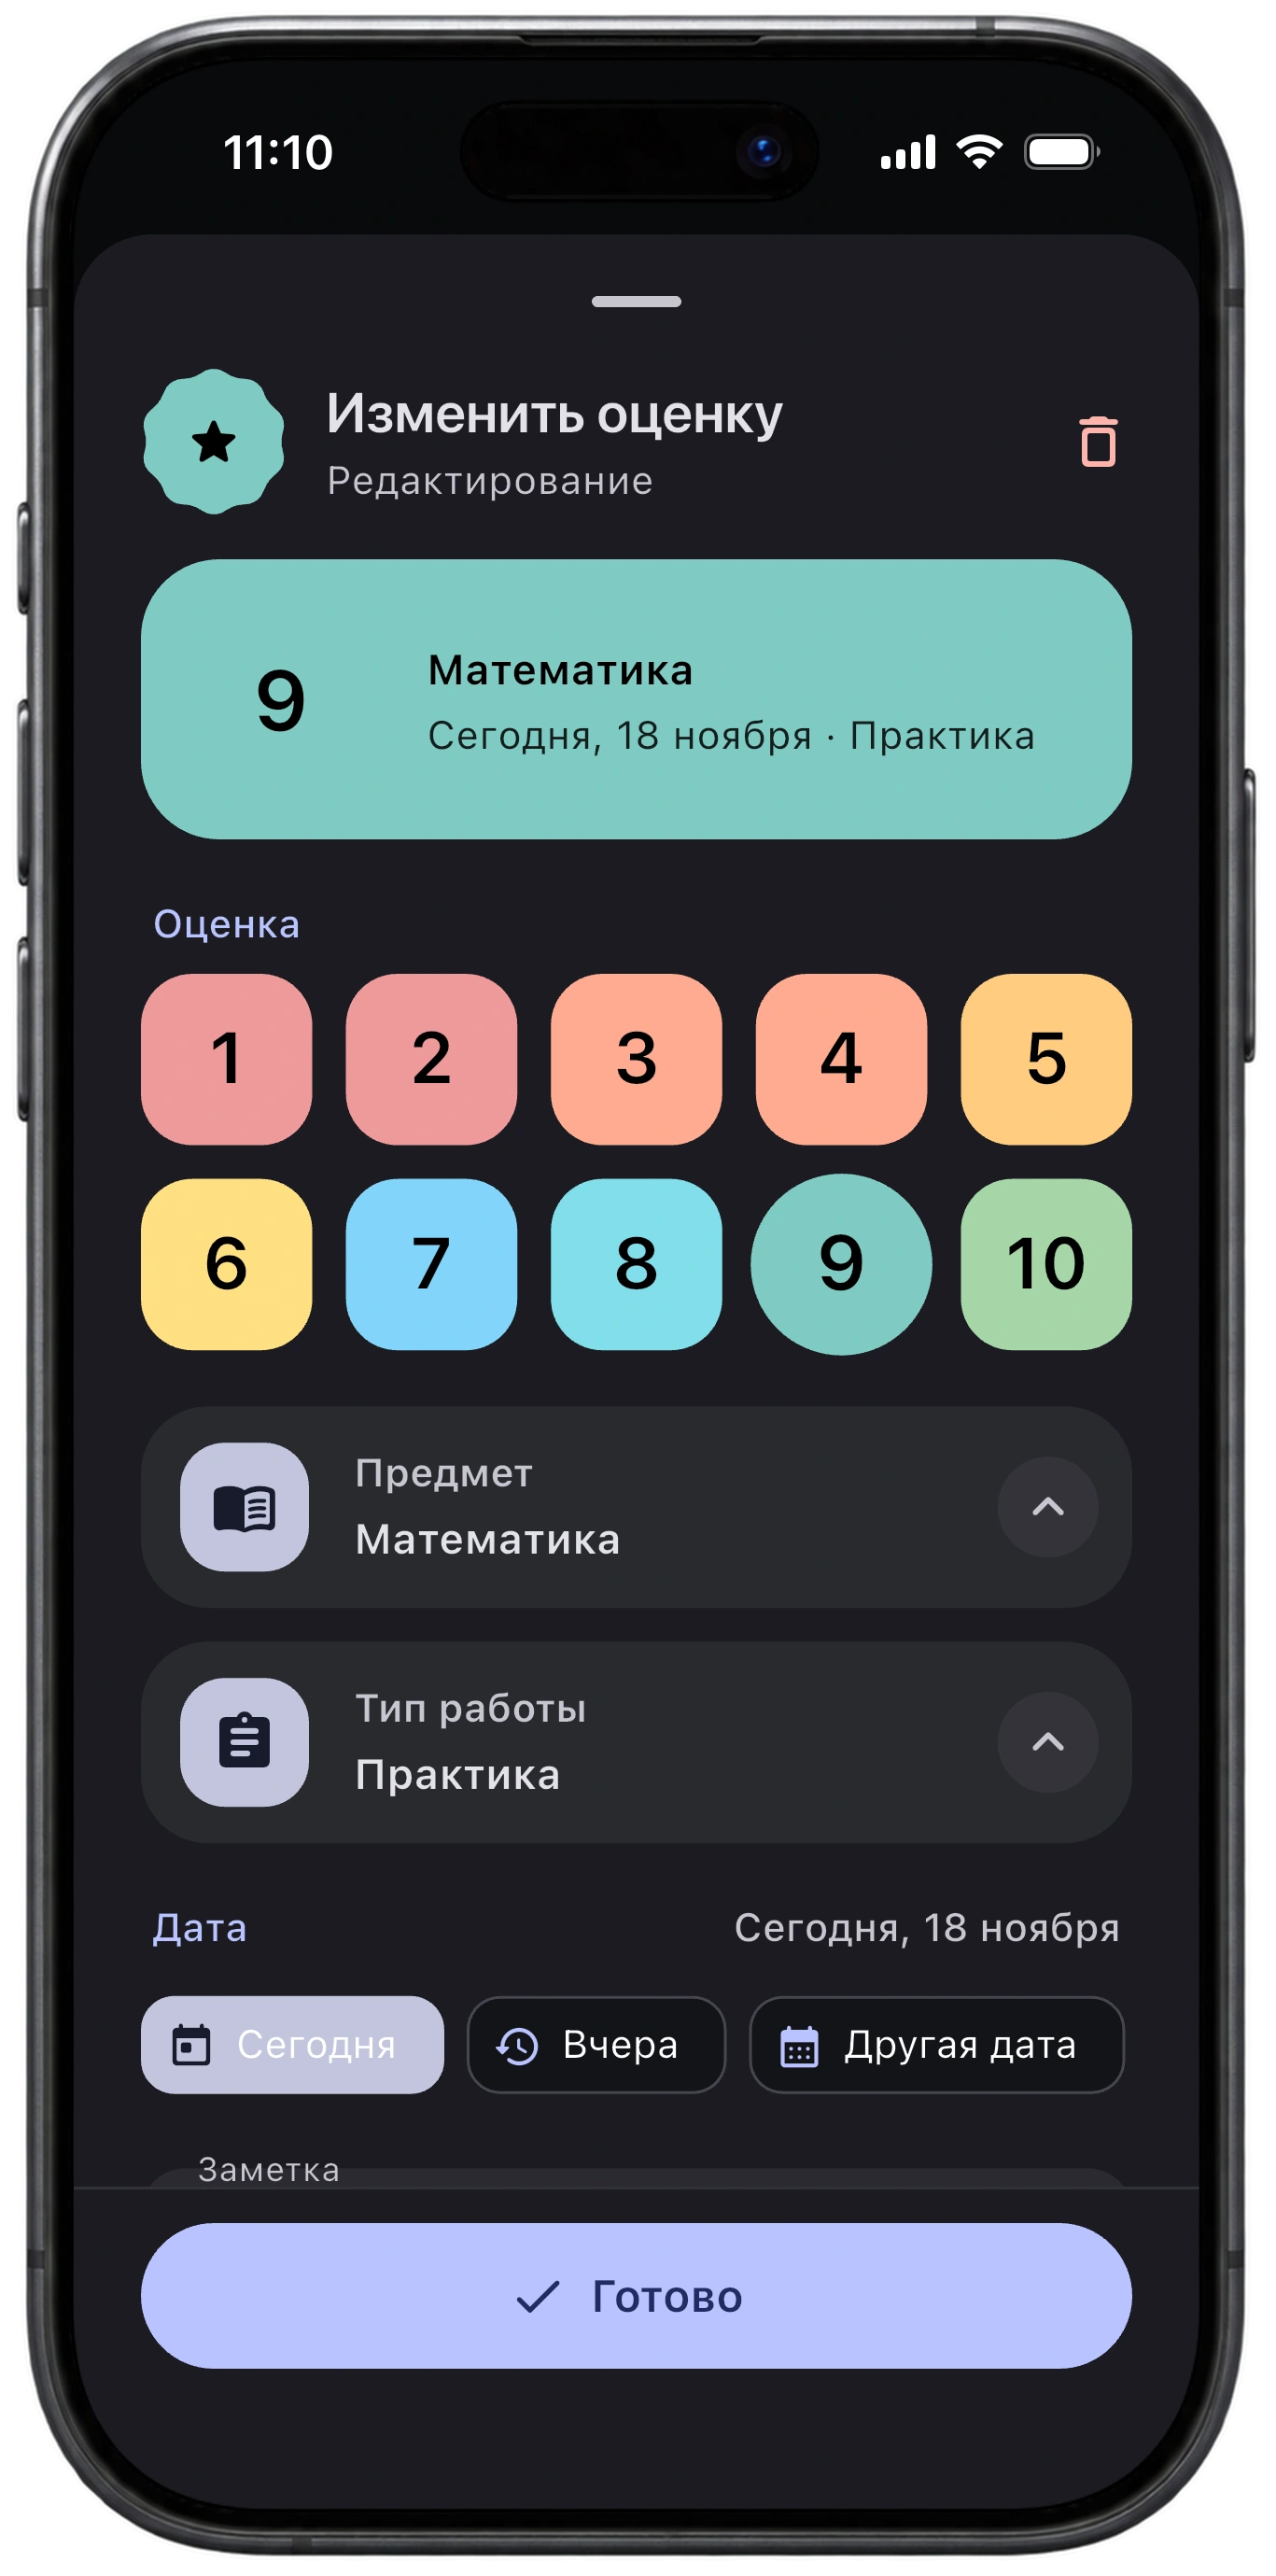 11:10
Изменить оценку
Редактирование
9
Математика
Сегодня, 18 ноября · Практика
Оценка
1 2 3 4 5
6 7 8 9 10
Предмет
Математика
Тип работы
Практика
Дата Сегодня, 18 ноября
Сегодня Вчера Другая дата
Заметка
Готово